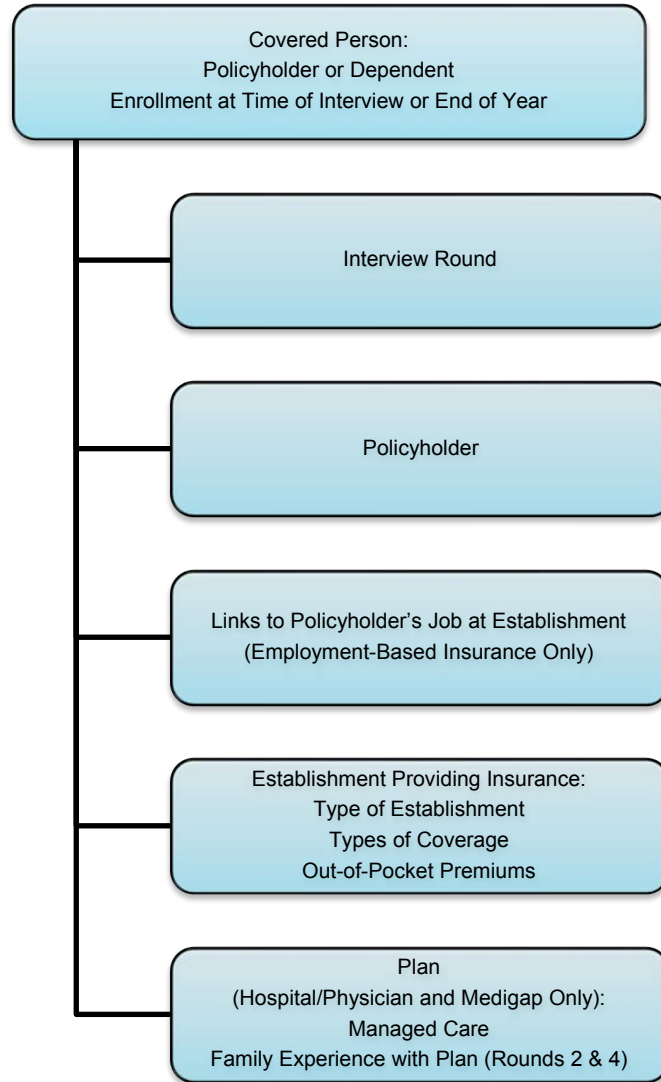 Covered Person:
Policyholder or Dependent
Enrollment at Time of Interview or End of Year
Interview Round
Policyholder
Links to Policyholder’s Job at Establishment
(Employment-Based Insurance Only)
Establishment Providing Insurance:
Type of Establishment
Types of Coverage
Out-of-Pocket Premiums
Plan
(Hospital/Physician and Medigap Only):
Managed Care
Family Experience with Plan (Rounds 2 & 4)